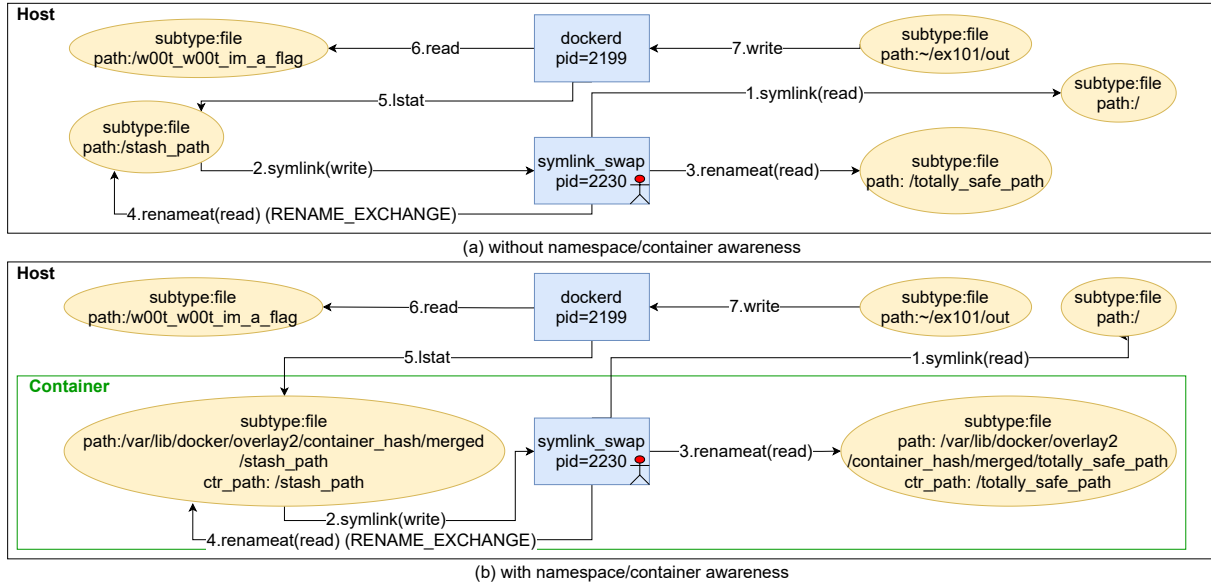 Host
subtype:file
path:/w00t_w00t_im_a_flag
6.read
dockerd
pid=2199
7.write
subtype:file
path:~/ex101/out
subtype:file
path:/
1.symlink(read)
5.lstat
subtype:file
path:/stash_path
2.symlink(write)
symlink_swap
pid=2230
3.renameat(read)
subtype:file
path: /totally_safe_path
4.renameat(read) (RENAME_EXCHANGE)
(a) without namespace/container awareness
Host
subtype:file
path:/w00t_w00t_im_a_flag
6.read
dockerd
pid=2199
7.write
subtype:file
path:~/ex101/out
subtype:file
path:/
5.lstat
1.symlink(read)
Container
subtype:file
path:/var/lib/docker/overlay2/container_hash/merged
/stash_path
ctr_path: /stash_path
symlink_swap
pid=2230
3.renameat(read)
subtype:file
path: /var/lib/docker/overlay2
/container_hash/merged/totally_safe_path
ctr_path: /totally_safe_path
2.symlink(write)
4.renameat(read) (RENAME_EXCHANGE)
(b) with namespace/container awareness